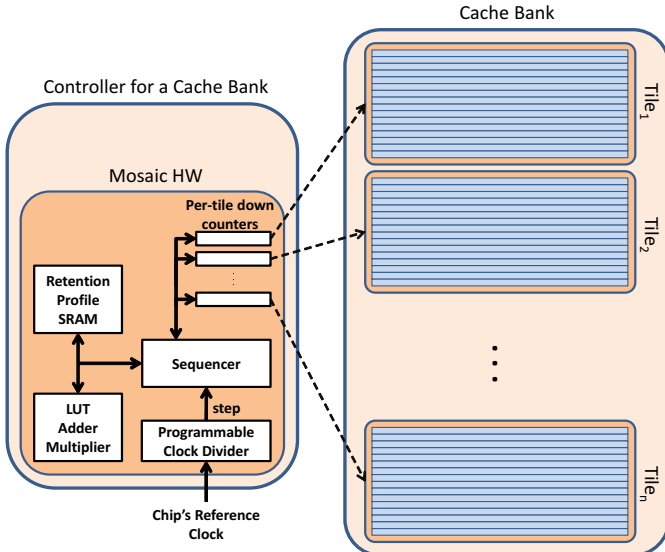 Cache Bank
Controller for a Cache Bank
Tile1
Mosaic HW
Per-tile down
counters
Tile2
Retention
Profile
SRAM
Sequencer
step
LUT
Adder
Multiplier
Programmable
Clock Divider
Tilen
Chip's Reference
Clock